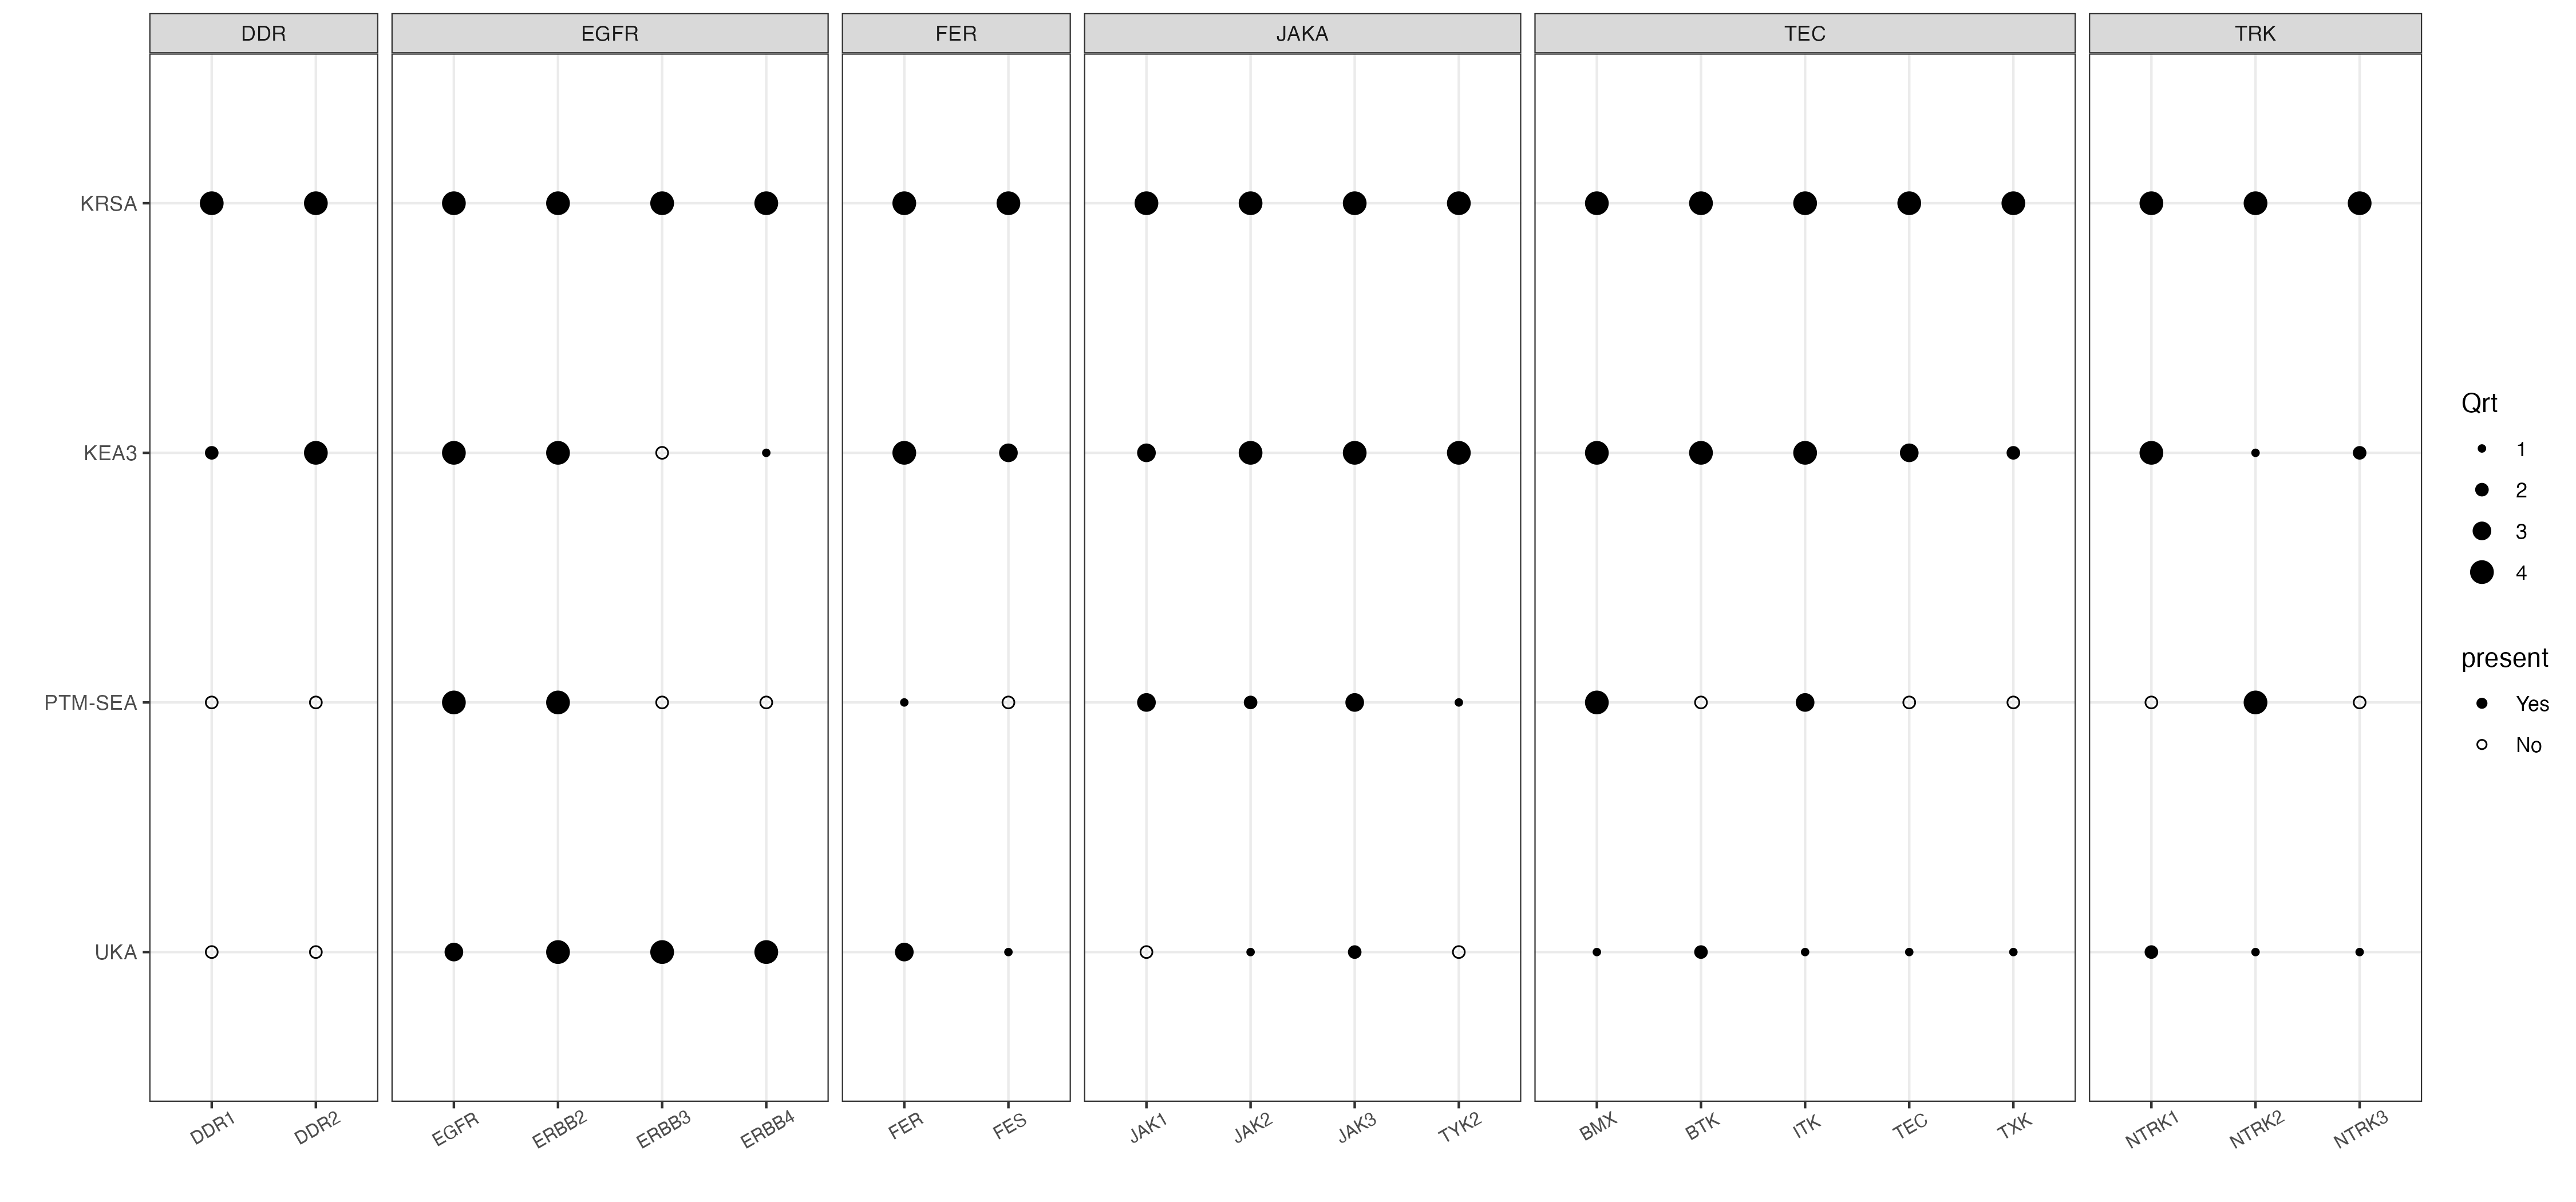 DDR EGFR FER JAKA TEC TRK
KRSA
KEA3
PTM-SEA
UKA
DDR1 DDR2 EGFR ERBB2 ERBB3 ERBB4 FER FES JAK1 JAK2 JAK3 TYK2 BMX BTK ITK TEC TXK NTRK1 NTRK2 NTRK3
Qrt
1
2
3
4
present
Yes
No